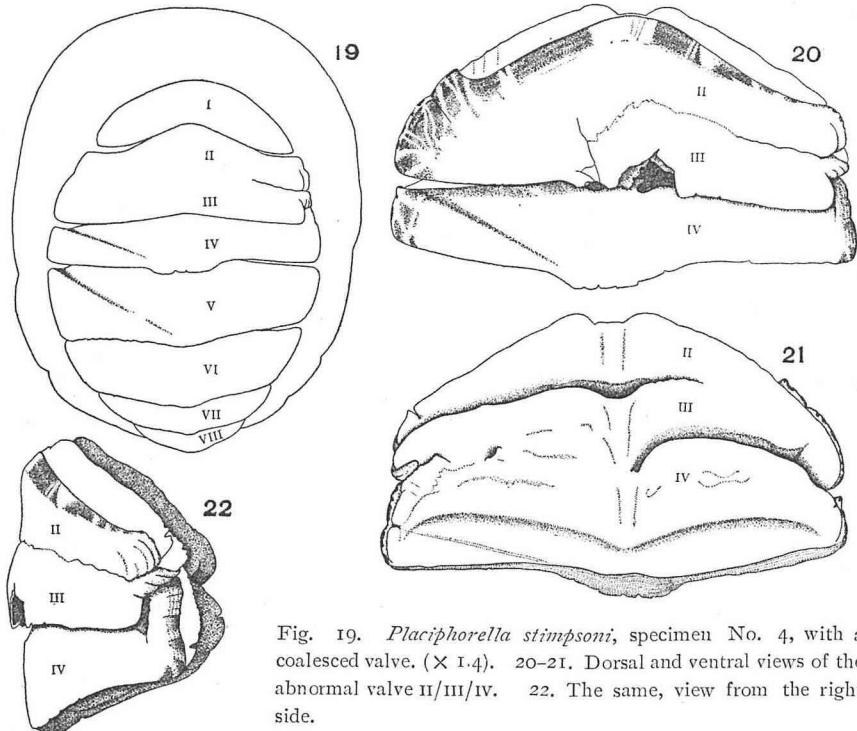 19
I
II
III
IV
V
VI
VII
VIII
20
II
III
IV
21
II
III
IV
22
II
III
IV
Fig. 19. Placiphorella stimpsoni, specimen No. 4, with a
coalesced valve. (× 1.4). 20-21. Dorsal and ventral views of the
abnormal valve II/III/IV. 22. The same, view from the righ
side.